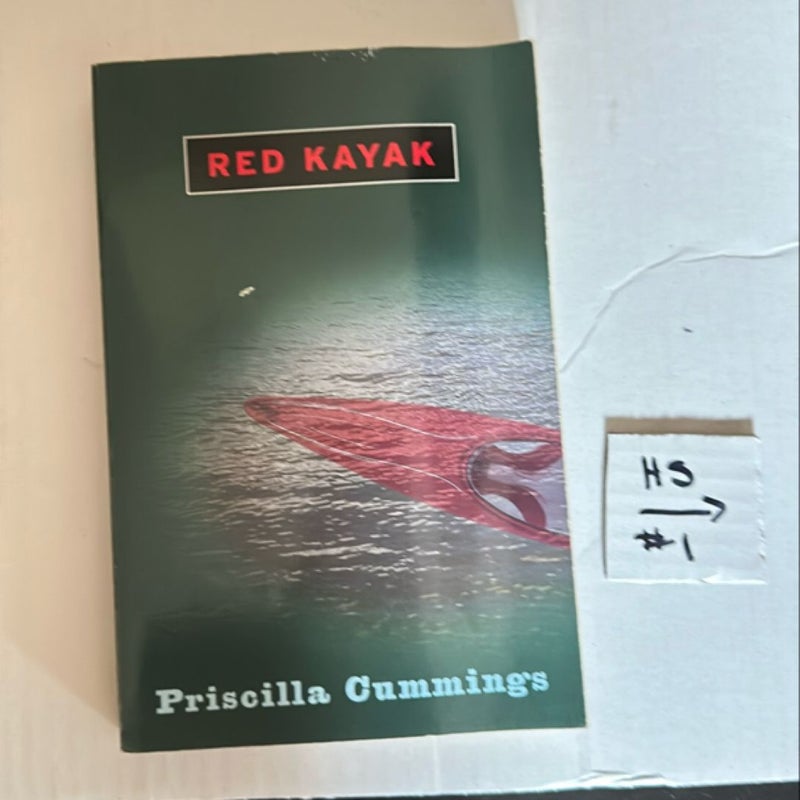 RED KAYAK
Priscilla Cummings
HS
→
#1